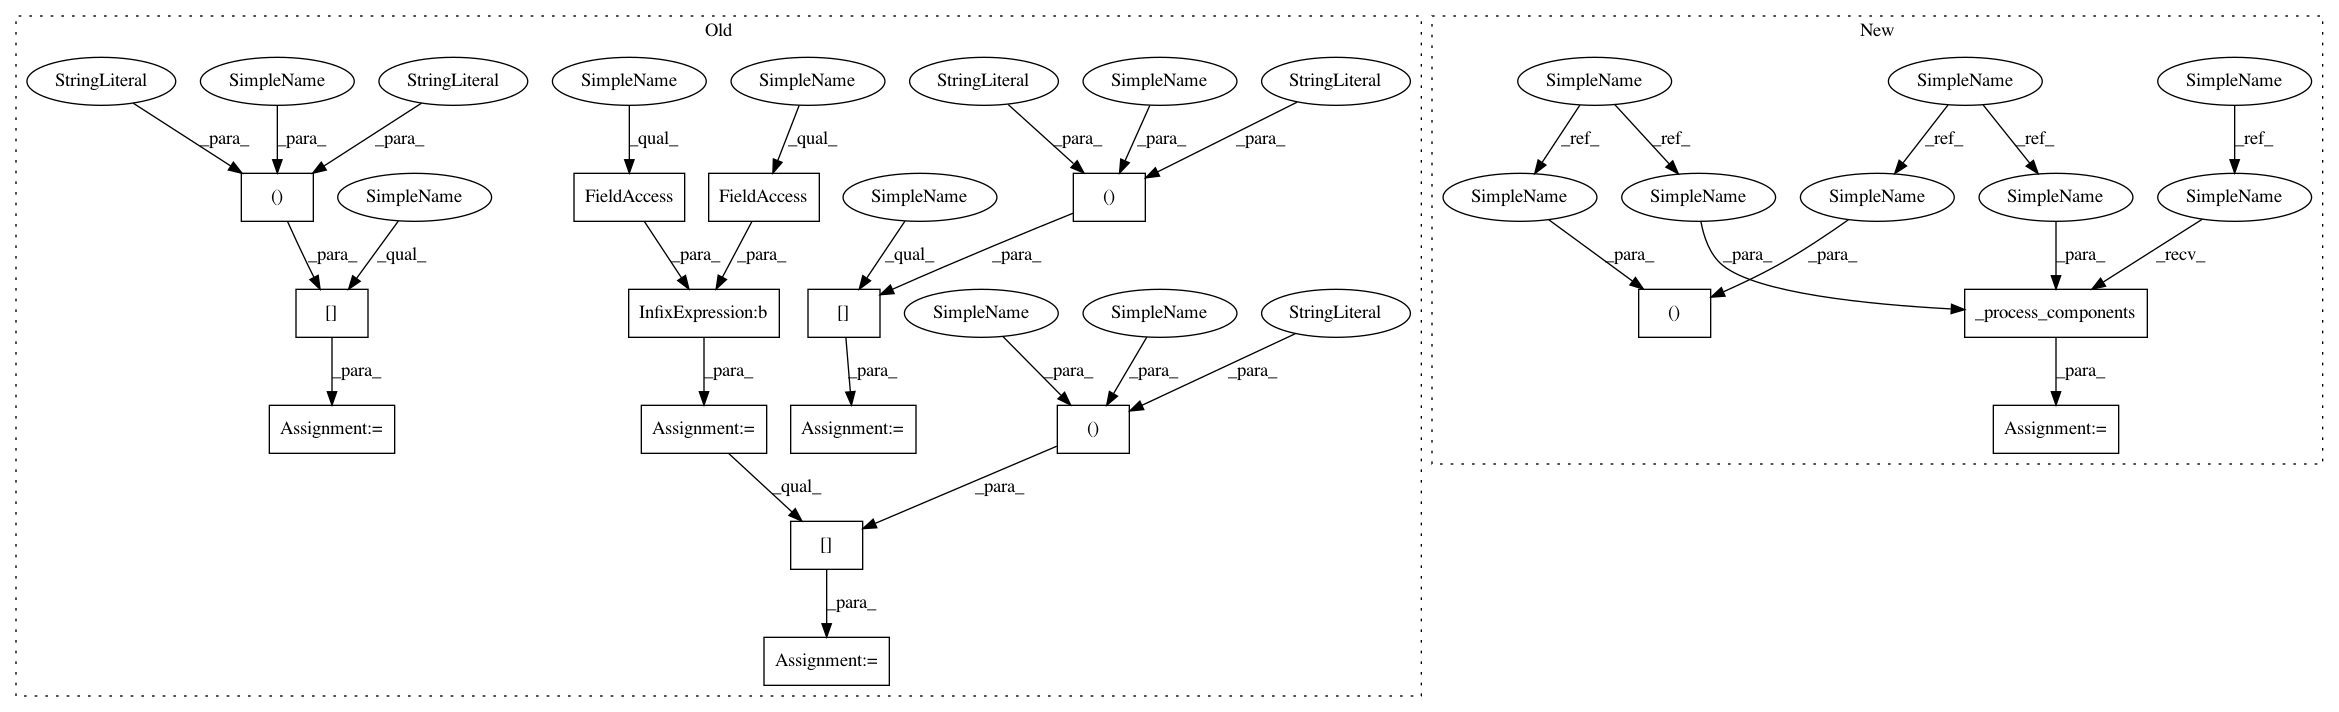 Old
New
StringLiteral
SimpleName
StringLiteral
SimpleName
SimpleName
StringLiteral
SimpleName
StringLiteral
SimpleName
SimpleName
SimpleName
_para_
_para_
_para_
_qual_
_qual_
_para_
_para_
_para_
_ref_
_ref_
_ref_
_ref_
_ref_
()
SimpleName
FieldAccess
FieldAccess
SimpleName
()
SimpleName
SimpleName
SimpleName
SimpleName
SimpleName
_para_
_qual_
_para_
_para_
_qual_
_para_
_para_
_para_
_para_
_para_
_recv_
[]
InfixExpression:b
[]
SimpleName
SimpleName
StringLiteral
()
_process_components
_para_
_para_
_para_
_para_
_para_
_para_
_para_
Assignment:=
Assignment:=
Assignment:=
()
Assignment:=
_qual_
_para_
[]
_para_
Assignment:=